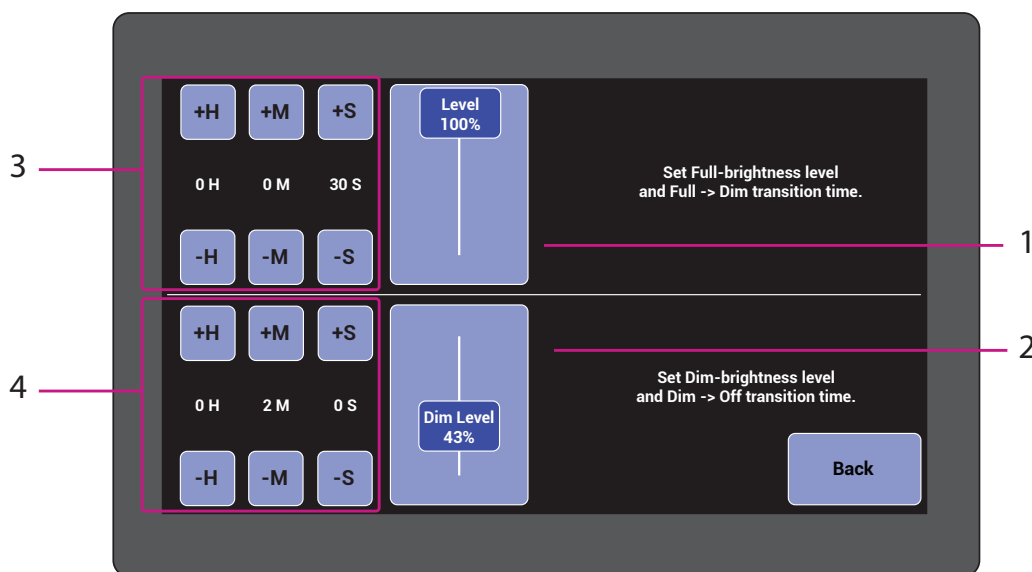 +H +M +S
Level
100%
3
0 H 0 M 30 S
Set Full-brightness level
and Full -> Dim transition time.
1
-H -M -S
+H +M +S
2
4
0 H 2 M 0 S
Dim Level
43%
Set Dim-brightness level
and Dim -> Off transition time.
-H -M -S
Back